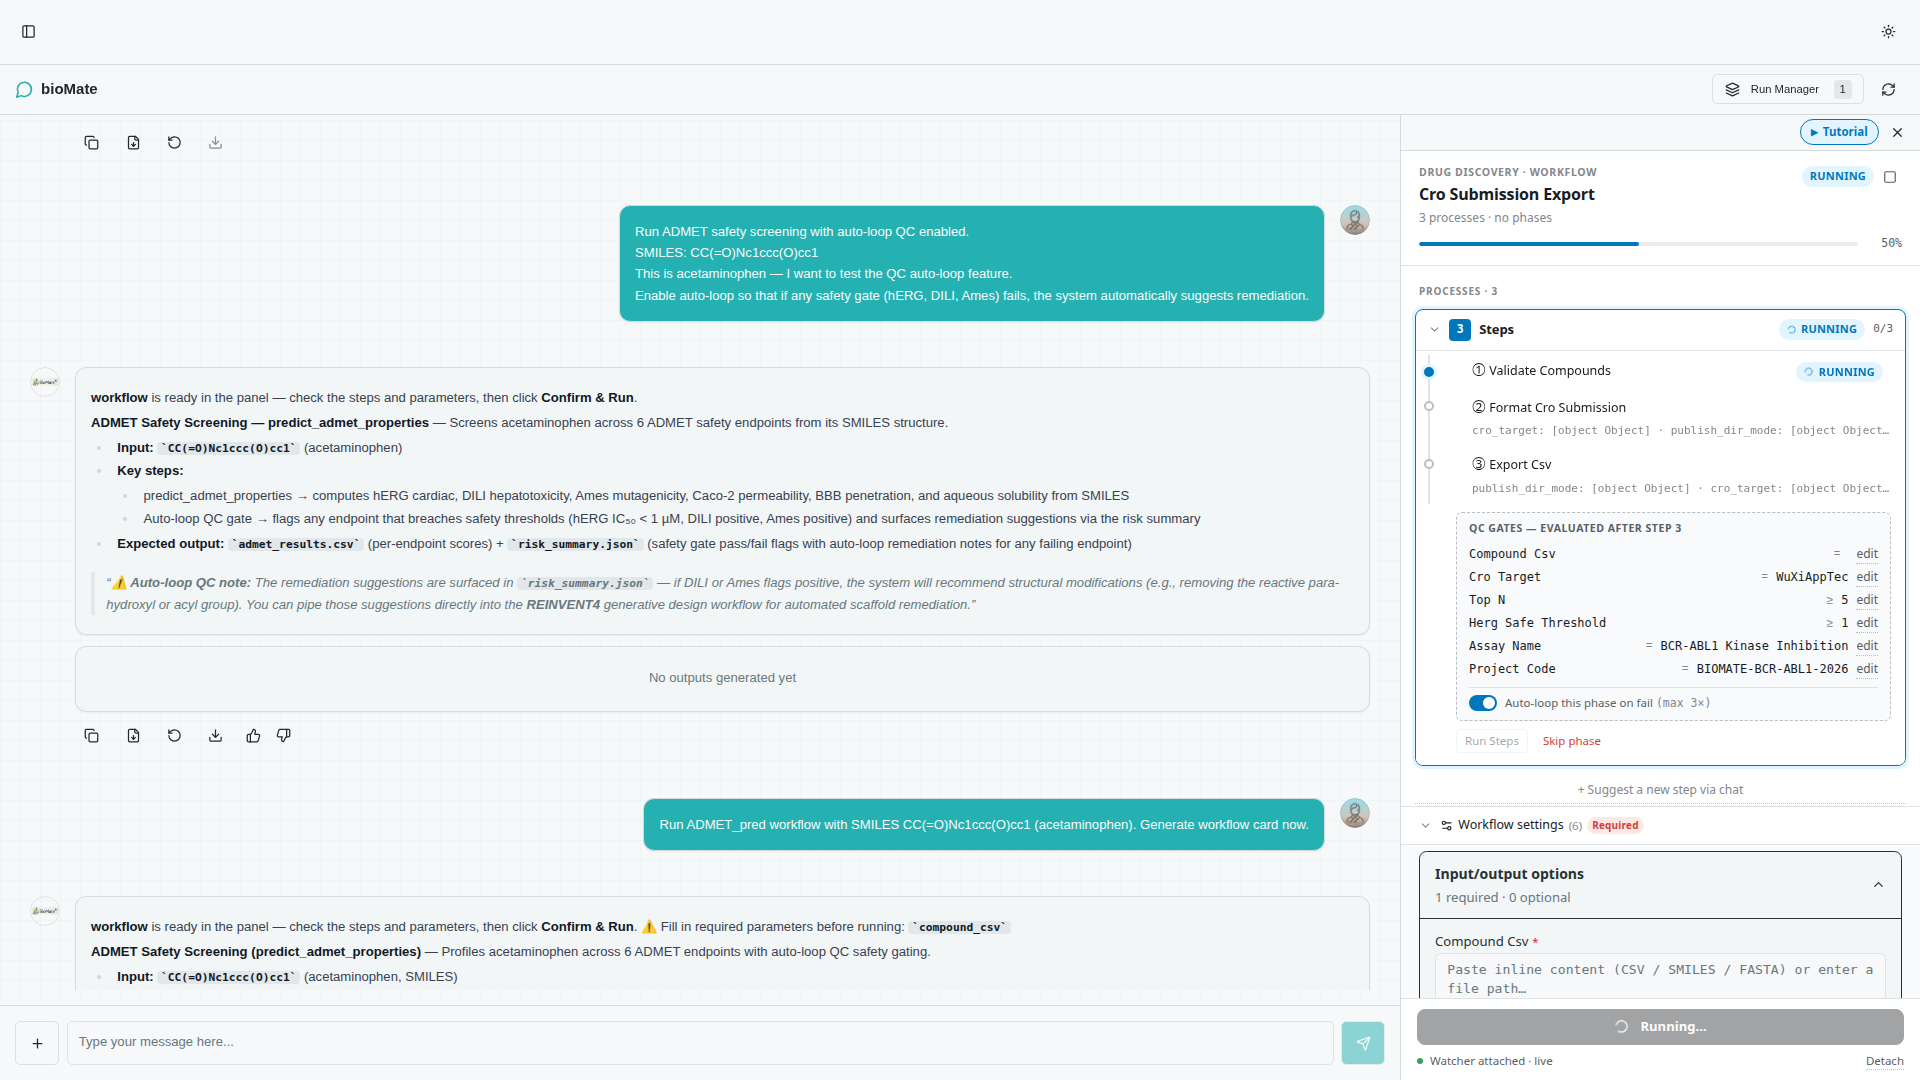 bioMate
Run Manager 1
Run ADMET safety screening with auto-loop QC enabled.
SMILES: CC(=O)Nc1ccc(O)cc1
This is acetaminophen — I want to test the QC auto-loop feature.
Enable auto-loop so that if any safety gate (hERG, DILI, Ames) fails, the system automatically suggests remediation.
workflow is ready in the panel — check the steps and parameters, then click Confirm & Run.
ADMET Safety Screening — predict_admet_properties — Screens acetaminophen across 6 ADMET safety endpoints from its SMILES structure.
Input: `CC(=O)Nc1ccc(O)cc1` (acetaminophen)
Key steps:
predict_admet_properties → computes hERG cardiac, DILI hepatotoxicity, Ames mutagenicity, Caco-2 permeability, BBB penetration, and aqueous solubility from SMILES
Auto-loop QC gate → flags any endpoint that breaches safety thresholds (hERG IC₅₀ < 1 µM, DILI positive, Ames positive) and surfaces remediation suggestions via the risk summary
Expected output: `admet_results.csv` (per-endpoint scores) + `risk_summary.json` (safety gate pass/fail flags with auto-loop remediation notes for any failing endpoint)
“⚠️ Auto-loop QC note: The remediation suggestions are surfaced in `risk_summary.json` — if DILI or Ames flags positive, the system will recommend structural modifications (e.g., removing the reactive para-
hydroxyl or acyl group). You can pipe those suggestions directly into the REINVENT4 generative design workflow for automated scaffold remediation.”
No outputs generated yet
Run ADMET_pred workflow with SMILES CC(=O)Nc1ccc(O)cc1 (acetaminophen). Generate workflow card now.
workflow is ready in the panel — check the steps and parameters, then click Confirm & Run. ⚠️ Fill in required parameters before running: `compound_csv`
ADMET Safety Screening (predict_admet_properties) — Profiles acetaminophen across 6 ADMET endpoints with auto-loop QC safety gating.
Input: `CC(=O)Nc1ccc(O)cc1` (acetaminophen, SMILES)
Type your message here...
▶ Tutorial
DRUG DISCOVERY · WORKFLOW
RUNNING
Cro Submission Export
3 processes · no phases
50%
PROCESSES · 3
3 Steps RUNNING 0/3
① Validate Compounds RUNNING
② Format Cro Submission
cro_target: [object Object] · publish_dir_mode: [object Object…
③ Export Csv
publish_dir_mode: [object Object] · cro_target: [object Object…
QC GATES — EVALUATED AFTER STEP 3
Compound Csv = edit
Cro Target = WuXiAppTec edit
Top N ≥ 5 edit
Herg Safe Threshold ≥ 1 edit
Assay Name = BCR-ABL1 Kinase Inhibition edit
Project Code = BIOMATE-BCR-ABL1-2026 edit
Auto-loop this phase on fail (max 3×)
Run Steps Skip phase
+ Suggest a new step via chat
Workflow settings (6) Required
Input/output options
1 required · 0 optional
Compound Csv *
Paste inline content (CSV / SMILES / FASTA) or enter a
file path…
Running...
Watcher attached · live Detach